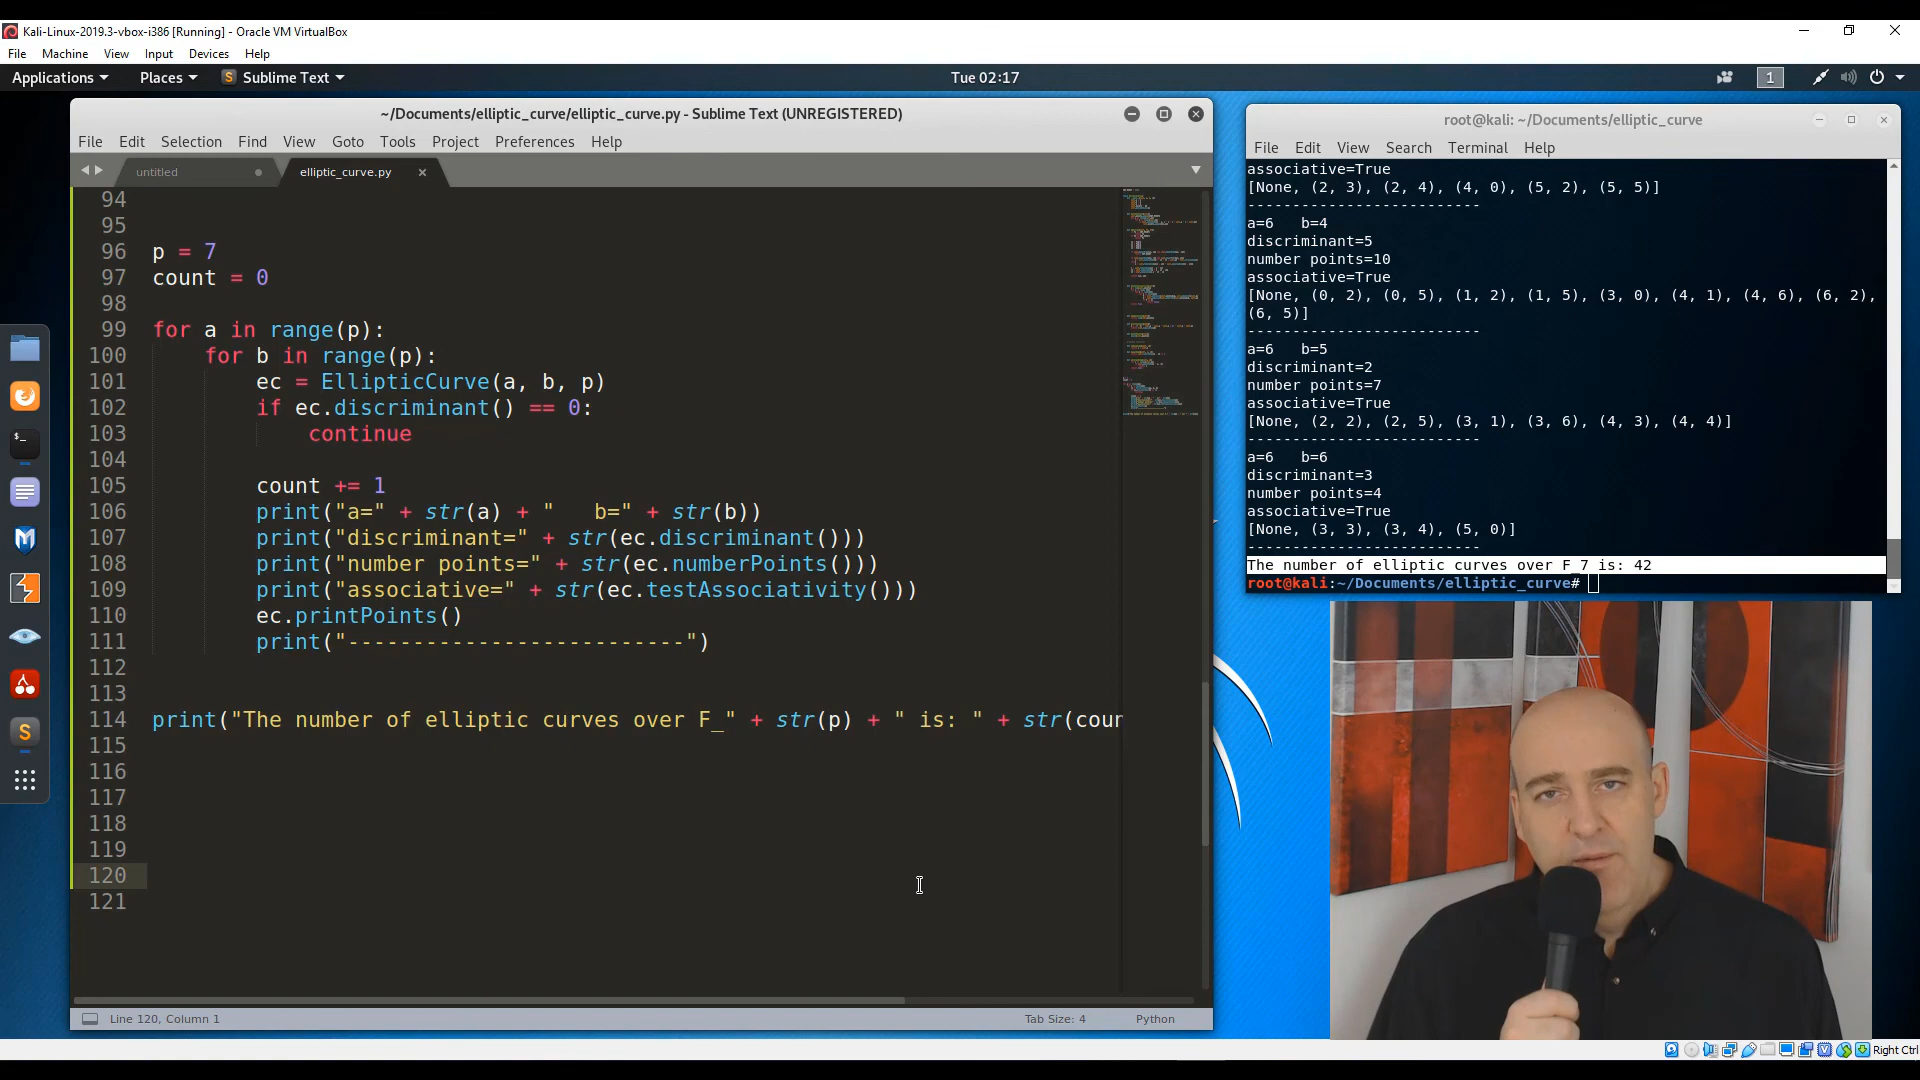 Kali-Linux-2019.3-vbox-i386 [Running] - Oracle VM VirtualBox
File Machine View Input Devices Help
Applications Places Sublime Text Tue 02:17 1
~/Documents/elliptic_curve/elliptic_curve.py - Sublime Text (UNREGISTERED)
File Edit Selection Find View Goto Tools Project Preferences Help
untitled elliptic_curve.py
94
95
96 p = 7
97 count = 0
98
99 for a in range(p):
100 for b in range(p):
101 ec = EllipticCurve(a, b, p)
102 if ec.discriminant() == 0:
103 continue
104
105 count += 1
106 print("a=" + str(a) + "   b=" + str(b))
107 print("discriminant=" + str(ec.discriminant()))
108 print("number points=" + str(ec.numberPoints()))
109 print("associative=" + str(ec.testAssociativity()))
110 ec.printPoints()
111 print("--------------------------")
112
113
114 print("The number of elliptic curves over F_" + str(p) + " is: " + str(cour
115
116
117
118
119
120
121
Line 120, Column 1 Tab Size: 4 Python
root@kali: ~/Documents/elliptic_curve
File Edit View Search Terminal Help
associative=True
[None, (2, 3), (2, 4), (4, 0), (5, 2), (5, 5)]
--------------------------
a=6   b=4
discriminant=5
number points=10
associative=True
[None, (0, 2), (0, 5), (1, 2), (1, 5), (3, 0), (4, 1), (4, 6), (6, 2),
(6, 5)]
--------------------------
a=6   b=5
discriminant=2
number points=7
associative=True
[None, (2, 2), (2, 5), (3, 1), (3, 6), (4, 3), (4, 4)]
--------------------------
a=6   b=6
discriminant=3
number points=4
associative=True
[None, (3, 3), (3, 4), (5, 0)]
--------------------------
The number of elliptic curves over F_7 is: 42
root@kali:~/Documents/elliptic_curve#
Right Ctrl